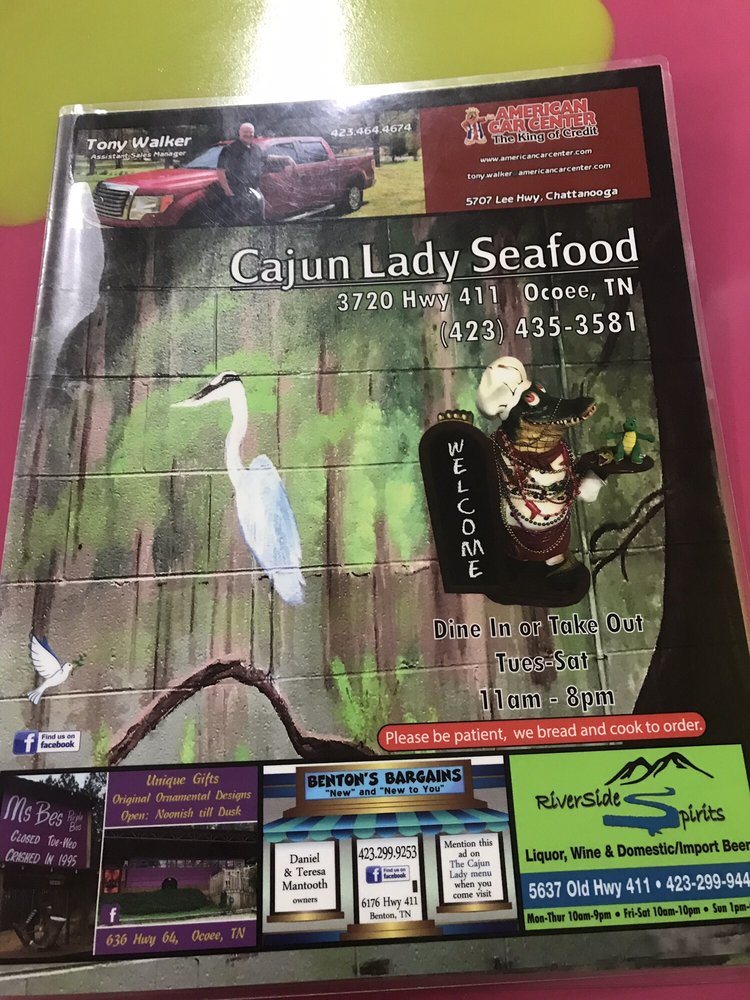 Tony Walker
Assistant Sales Manager
423.464.4674
AMERICAN
CAR CENTER
The King of Credit
www.americancarcenter.com
tony.walker@americancarcenter.com
5707 Lee Hwy, Chattanooga
Cajun Lady Seafood
3720 Hwy 411 Ocoee, TN
(423) 435-3581
WELCOME
Dine In or Take Out
Tues-Sat
11am - 8pm
Please be patient, we bread and cook to order.
f Find us on
facebook
Ms Bes Purple
Bus
CLOSED TUE-WED
CRASHED IN 1995
Unique Gifts
Original Ornamental Designs
Open: Noonish till Dusk
f
636 Hwy 64, Ocoee, TN
BENTON'S BARGAINS
"New" and "New to You"
Daniel
& Teresa
Mantooth
owners
423.299.9253
f Find us on
facebook
6176 Hwy 411
Benton, TN
Mention this
ad on
The Cajun
Lady menu
when you
come visit
RiverSide
Spirits
Liquor, Wine & Domestic/Import Beer
5637 Old Hwy 411 • 423-299-944
Mon-Thur 10am-9pm • Fri-Sat 10am-10pm • Sun 1pm-